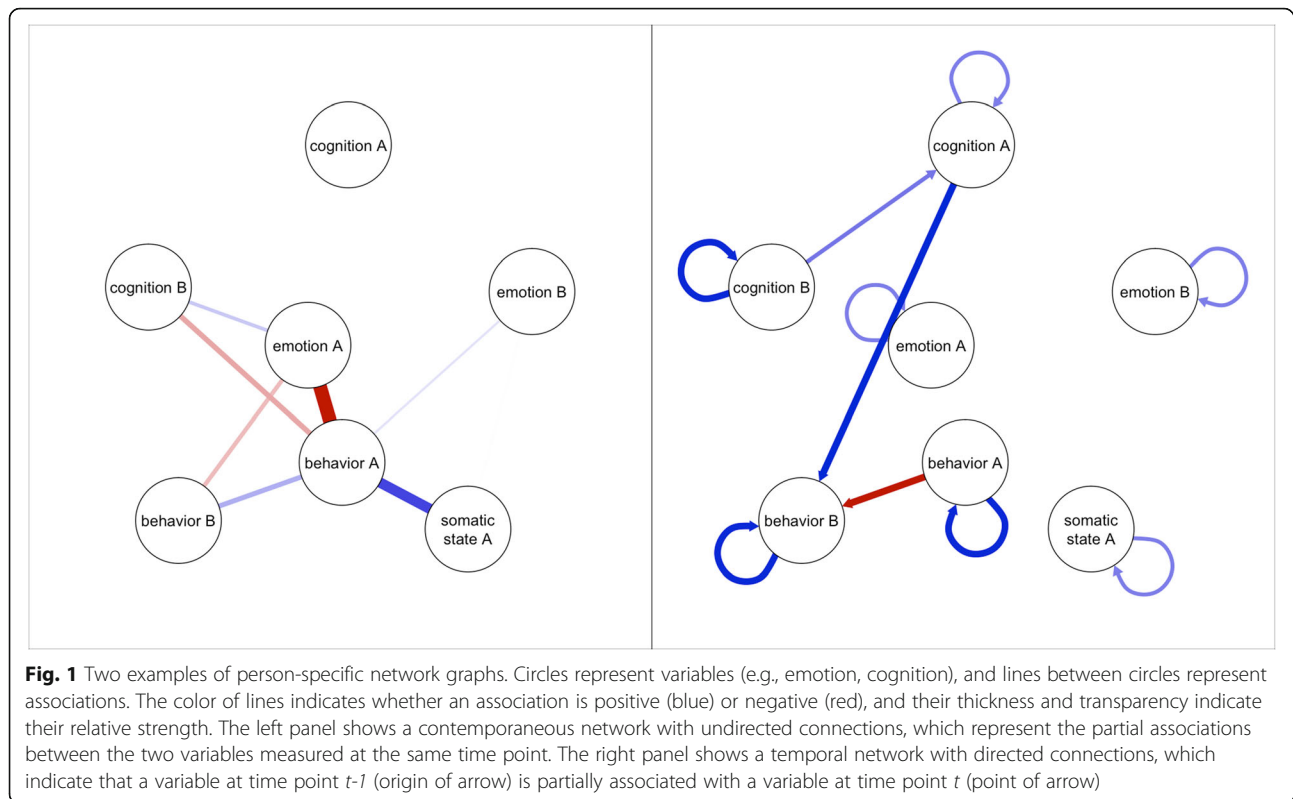 cognition A
cognition B
emotion B
emotion A
behavior A
behavior B
somatic
state A
cognition A
cognition B
emotion B
emotion A
behavior A
behavior B
somatic
state A
Fig. 1 Two examples of person-specific network graphs. Circles represent variables (e.g., emotion, cognition), and lines between circles represent
associations. The color of lines indicates whether an association is positive (blue) or negative (red), and their thickness and transparency indicate
their relative strength. The left panel shows a contemporaneous network with undirected connections, which represent the partial associations
between the two variables measured at the same time point. The right panel shows a temporal network with directed connections, which
indicate that a variable at time point t-1 (origin of arrow) is partially associated with a variable at time point t (point of arrow)